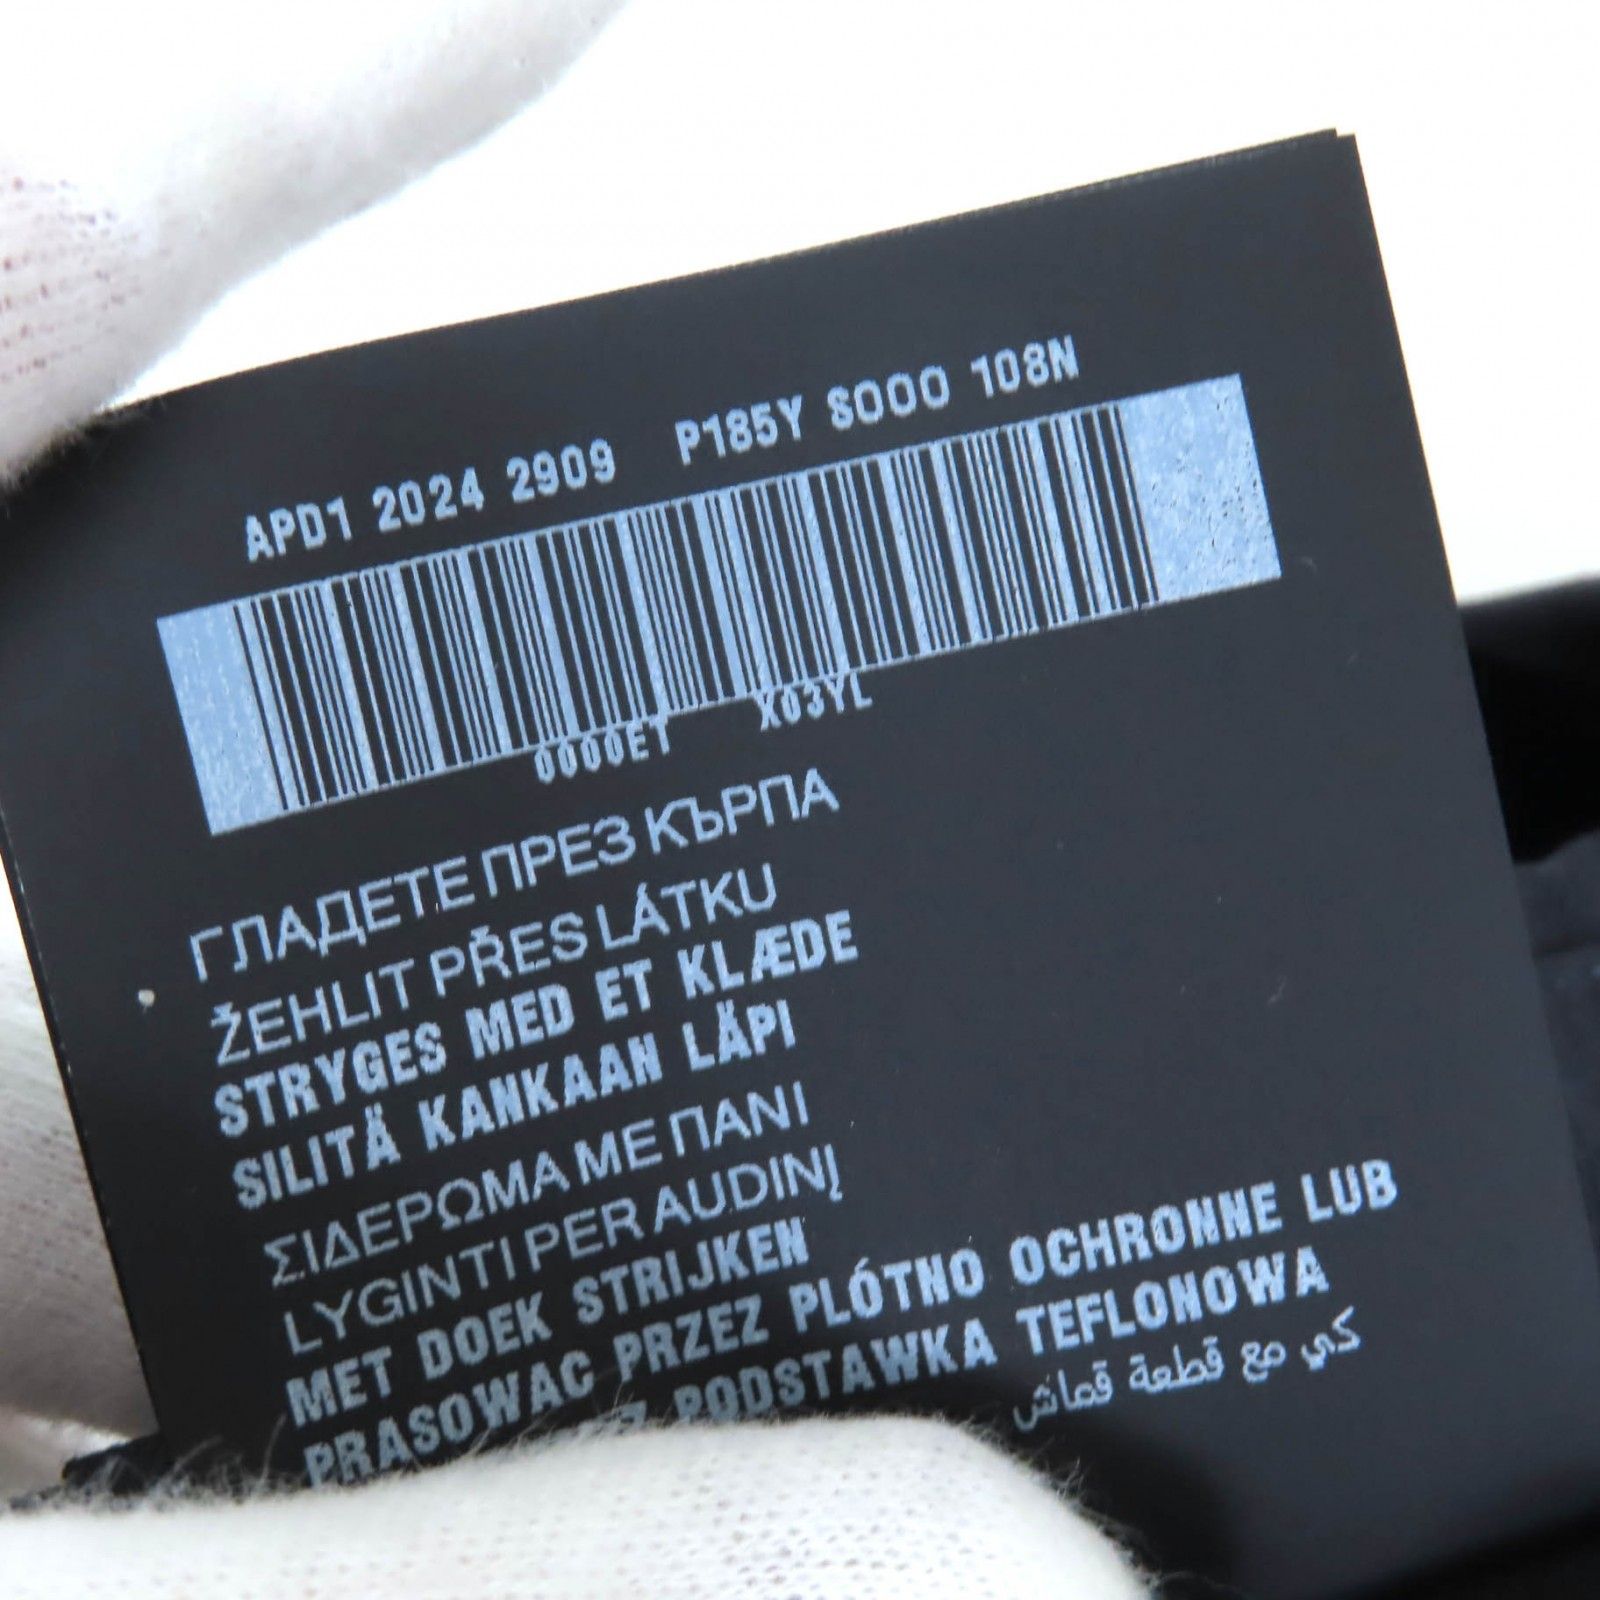 APD1 2024 2909 P185Y S000 108N
0000ET X03YL
ГЛАДЕТЕ ПРЕЗ КЪРПА
ŽEHLIT PŘES LÁTKU
STRYGES MED ET KLÆDE
SILITÄ KANKAAN LÄPI
ΣΙΔΕΡΩΜΑ ΜΕ ΠΑΝΙ
LYGINTI PER AUDINĮ
MET DOEK STRIJKEN
PRASOWAC PRZEZ PLÓTNO OCHRONNE LUB
PODSTAWKA TEFLONOWA
كي مع قطعة قماش